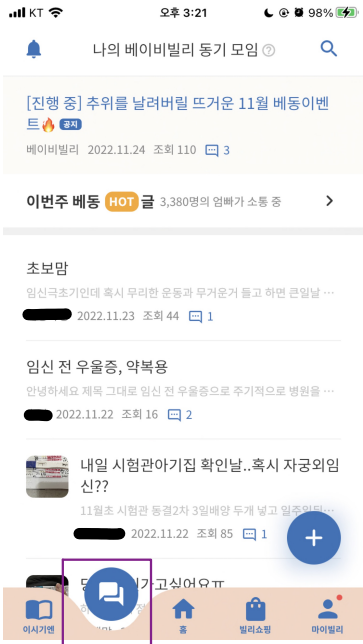 KT 오후 3:21 98%
나의 베이비빌리 동기 모임 ?
[진행 중] 추위를 날려버릴 뜨거운 11월 베동이벤
트🔥 공지
베이비빌리 2022.11.24 조회 110 3
이번주 베동 HOT 글 3,380명의 엄빠가 소통 중
초보맘
임신극초기인데 혹시 무리한 운동과 무거운거 들고 하면 큰일날 ...
2022.11.23 조회 44 1
임신 전 우울증, 약복용
안녕하세요 제목 그대로 임신 전 우울증으로 주기적으로 병원을 ...
2022.11.22 조회 16 2
내일 시험관아기집 확인날..혹시 자궁외임
신??
11월초 시험관 동결2차 3일배양 두개 넣고
2022.11.22 조회 85 1
가고싶어요ㅠ
이시기엔 홈 빌리쇼핑 마이빌리